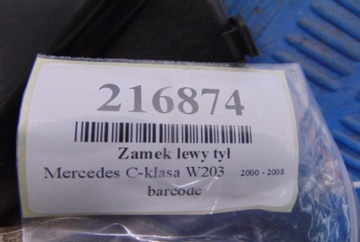 216874
Zamek lewy tył
Mercedes C-klasa W203 2000 - 2008
barcode